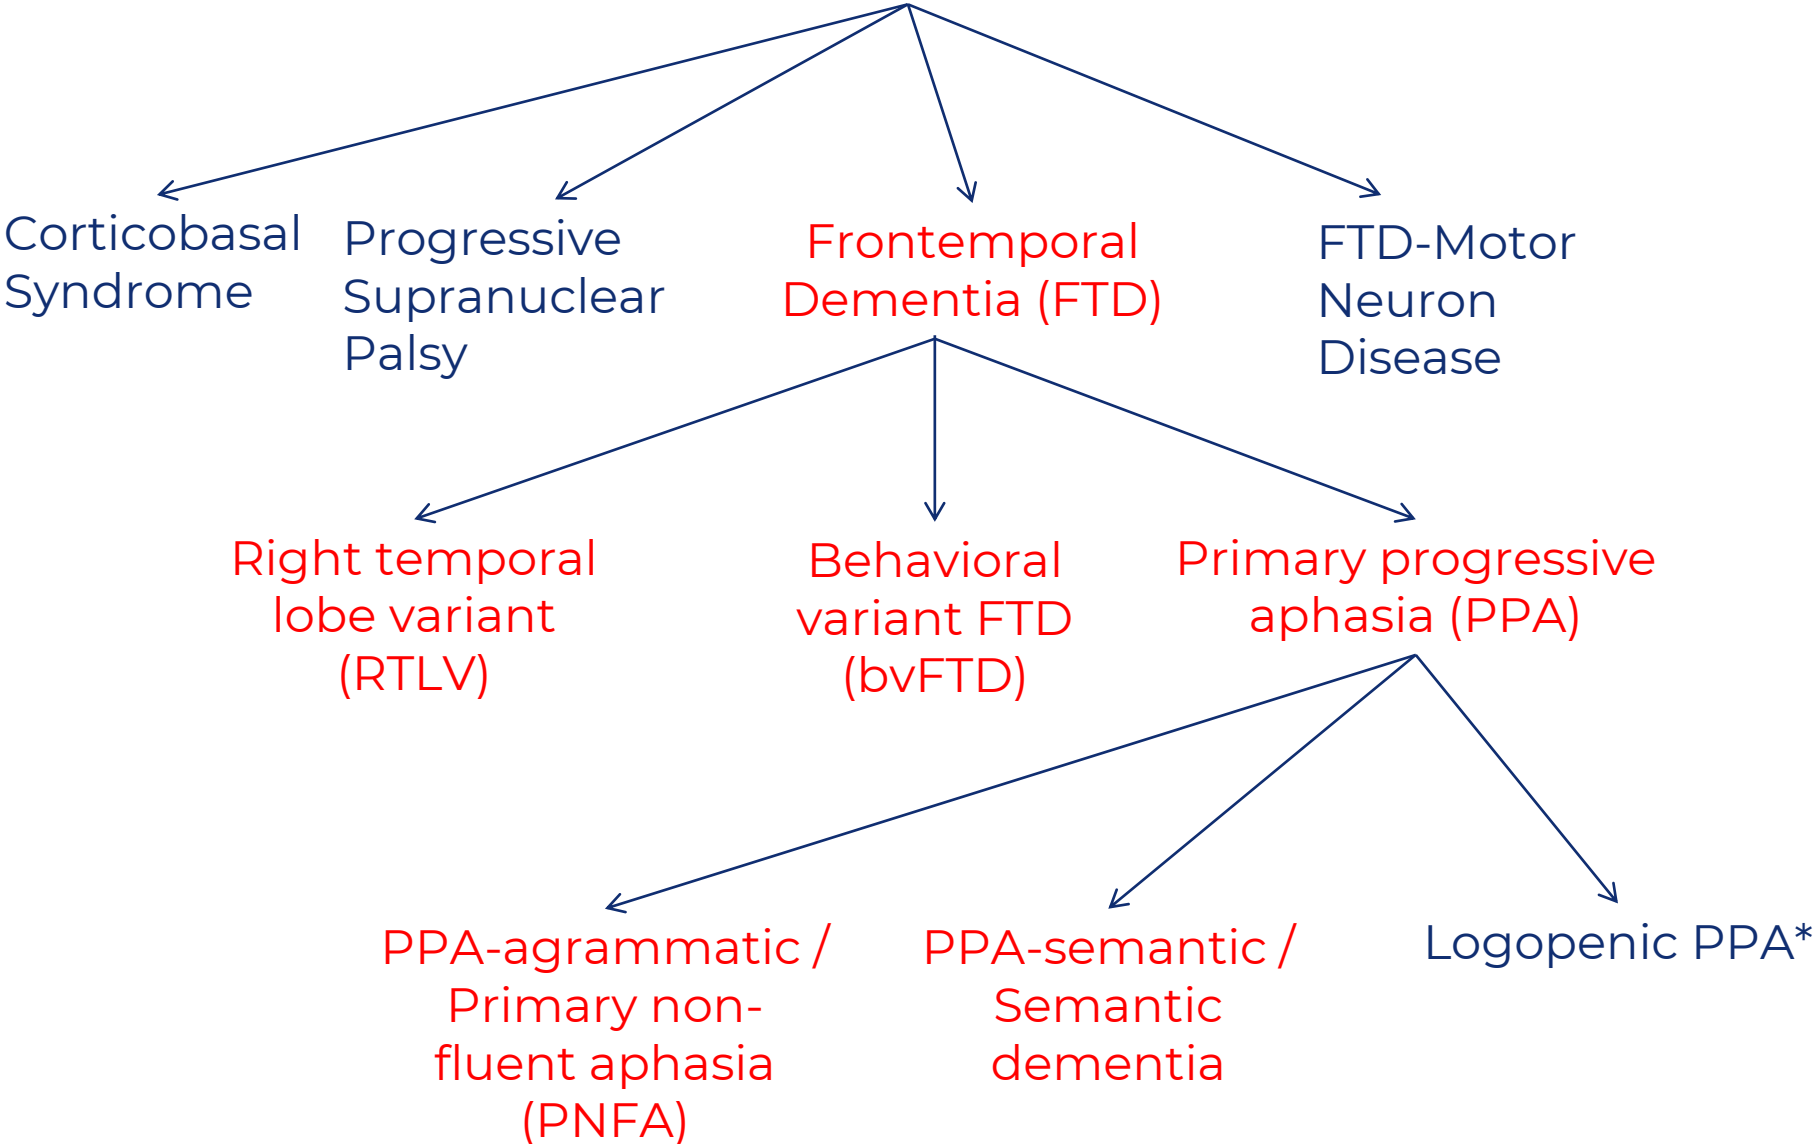 Corticobasal
Syndrome
Progressive
Supranuclear
Palsy
Frontemporal
Dementia (FTD)
FTD-Motor
Neuron
Disease
Right temporal
lobe variant
(RTLV)
Behavioral
variant FTD
(bvFTD)
Primary progressive
aphasia (PPA)
PPA-agrammatic /
Primary non-
fluent aphasia
(PNFA)
PPA-semantic /
Semantic
dementia
Logopenic PPA*